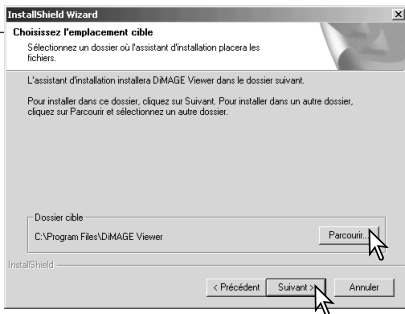 InstallShield Wizard
Choisissez l'emplacement cible
Sélectionnez un dossier où l'assistant d'installation placera les
fichiers.
L'assistant d'installation installera DiMAGE Viewer dans le dossier suivant.
Pour installer dans ce dossier, cliquez sur Suivant. Pour installer dans un autre dossier,
cliquez sur Parcourir et sélectionnez un autre dossier.
Dossier cible
C:\Program Files\DiMAGE Viewer
Parcourir...
InstallShield
< Précédent Suivant > Annuler